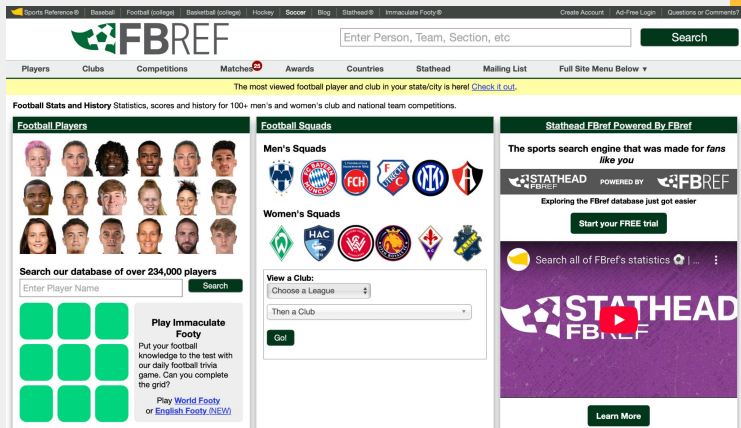 Sports Reference ® Baseball Football (college) Basketball (college) Hockey Soccer Blog Stathead ® Immaculate Footy ® Create Account Ad-Free Login Questions or Comments?
FBREF
Enter Person, Team, Section, etc Search
Players Clubs Competitions Matches 25 Awards Countries Stathead Mailing List Full Site Menu Below ▼
The most viewed football player and club in your state/city is here! Check it out.
Football Stats and History Statistics, scores and history for 100+ men's and women's club and national team competitions.
Football Players
Search our database of over 234,000 players
Enter Player Name Search
Play Immaculate
Footy
Put your football
knowledge to the test with
our daily football trivia
game. Can you complete
the grid?
Play World Footy
or English Footy (NEW)
Football Squads
Men's Squads
FC BAYERN
MÜNCHEN
FCH
FC
UTRECHT
Women's Squads
HAC
View a Club:
Choose a League
Then a Club
Go!
Stathead FBref Powered By FBref
The sports search engine that was made for fans
like you
STATHEAD
FBREF
POWERED BY
FBREF
Exploring the FBref database just got easier
Start your FREE trial
Search all of FBref's statistics ⚽ | ...
STATHEAD
FBREF
Learn More